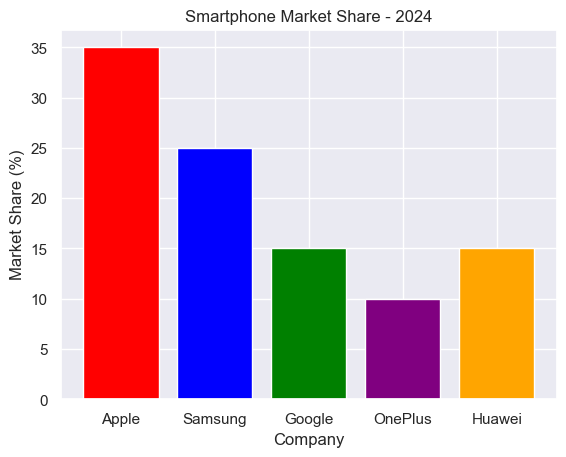 Smartphone Market Share - 2024
Market Share (%)
35
30
25
20
15
10
5
0
Apple Samsung Google OnePlus Huawei
Company